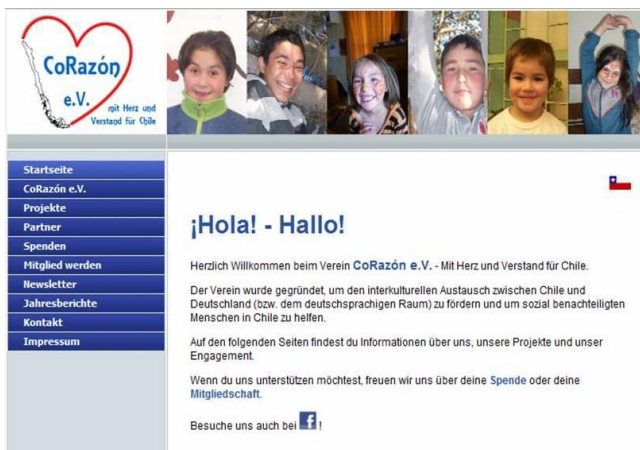 CoRazón
e.V.
mit Herz und
Verstand für Chile
Startseite
CoRazón e.V.
Projekte
Partner
Spenden
Mitglied werden
Newsletter
Jahresberichte
Kontakt
Impressum
¡Hola! - Hallo!
Herzlich Willkommen beim Verein CoRazón e.V. - Mit Herz und Verstand für Chile.
Der Verein wurde gegründet, um den interkulturellen Austausch zwischen Chile und
Deutschland (bzw. dem deutschsprachigen Raum) zu fördern und um sozial benachteiligten
Menschen in Chile zu helfen.
Auf den folgenden Seiten findest du Informationen über uns, unsere Projekte und unser
Engagement.
Wenn du uns unterstützen möchtest, freuen wir uns über deine Spende oder deine
Mitgliedschaft.
Besuche uns auch bei f !